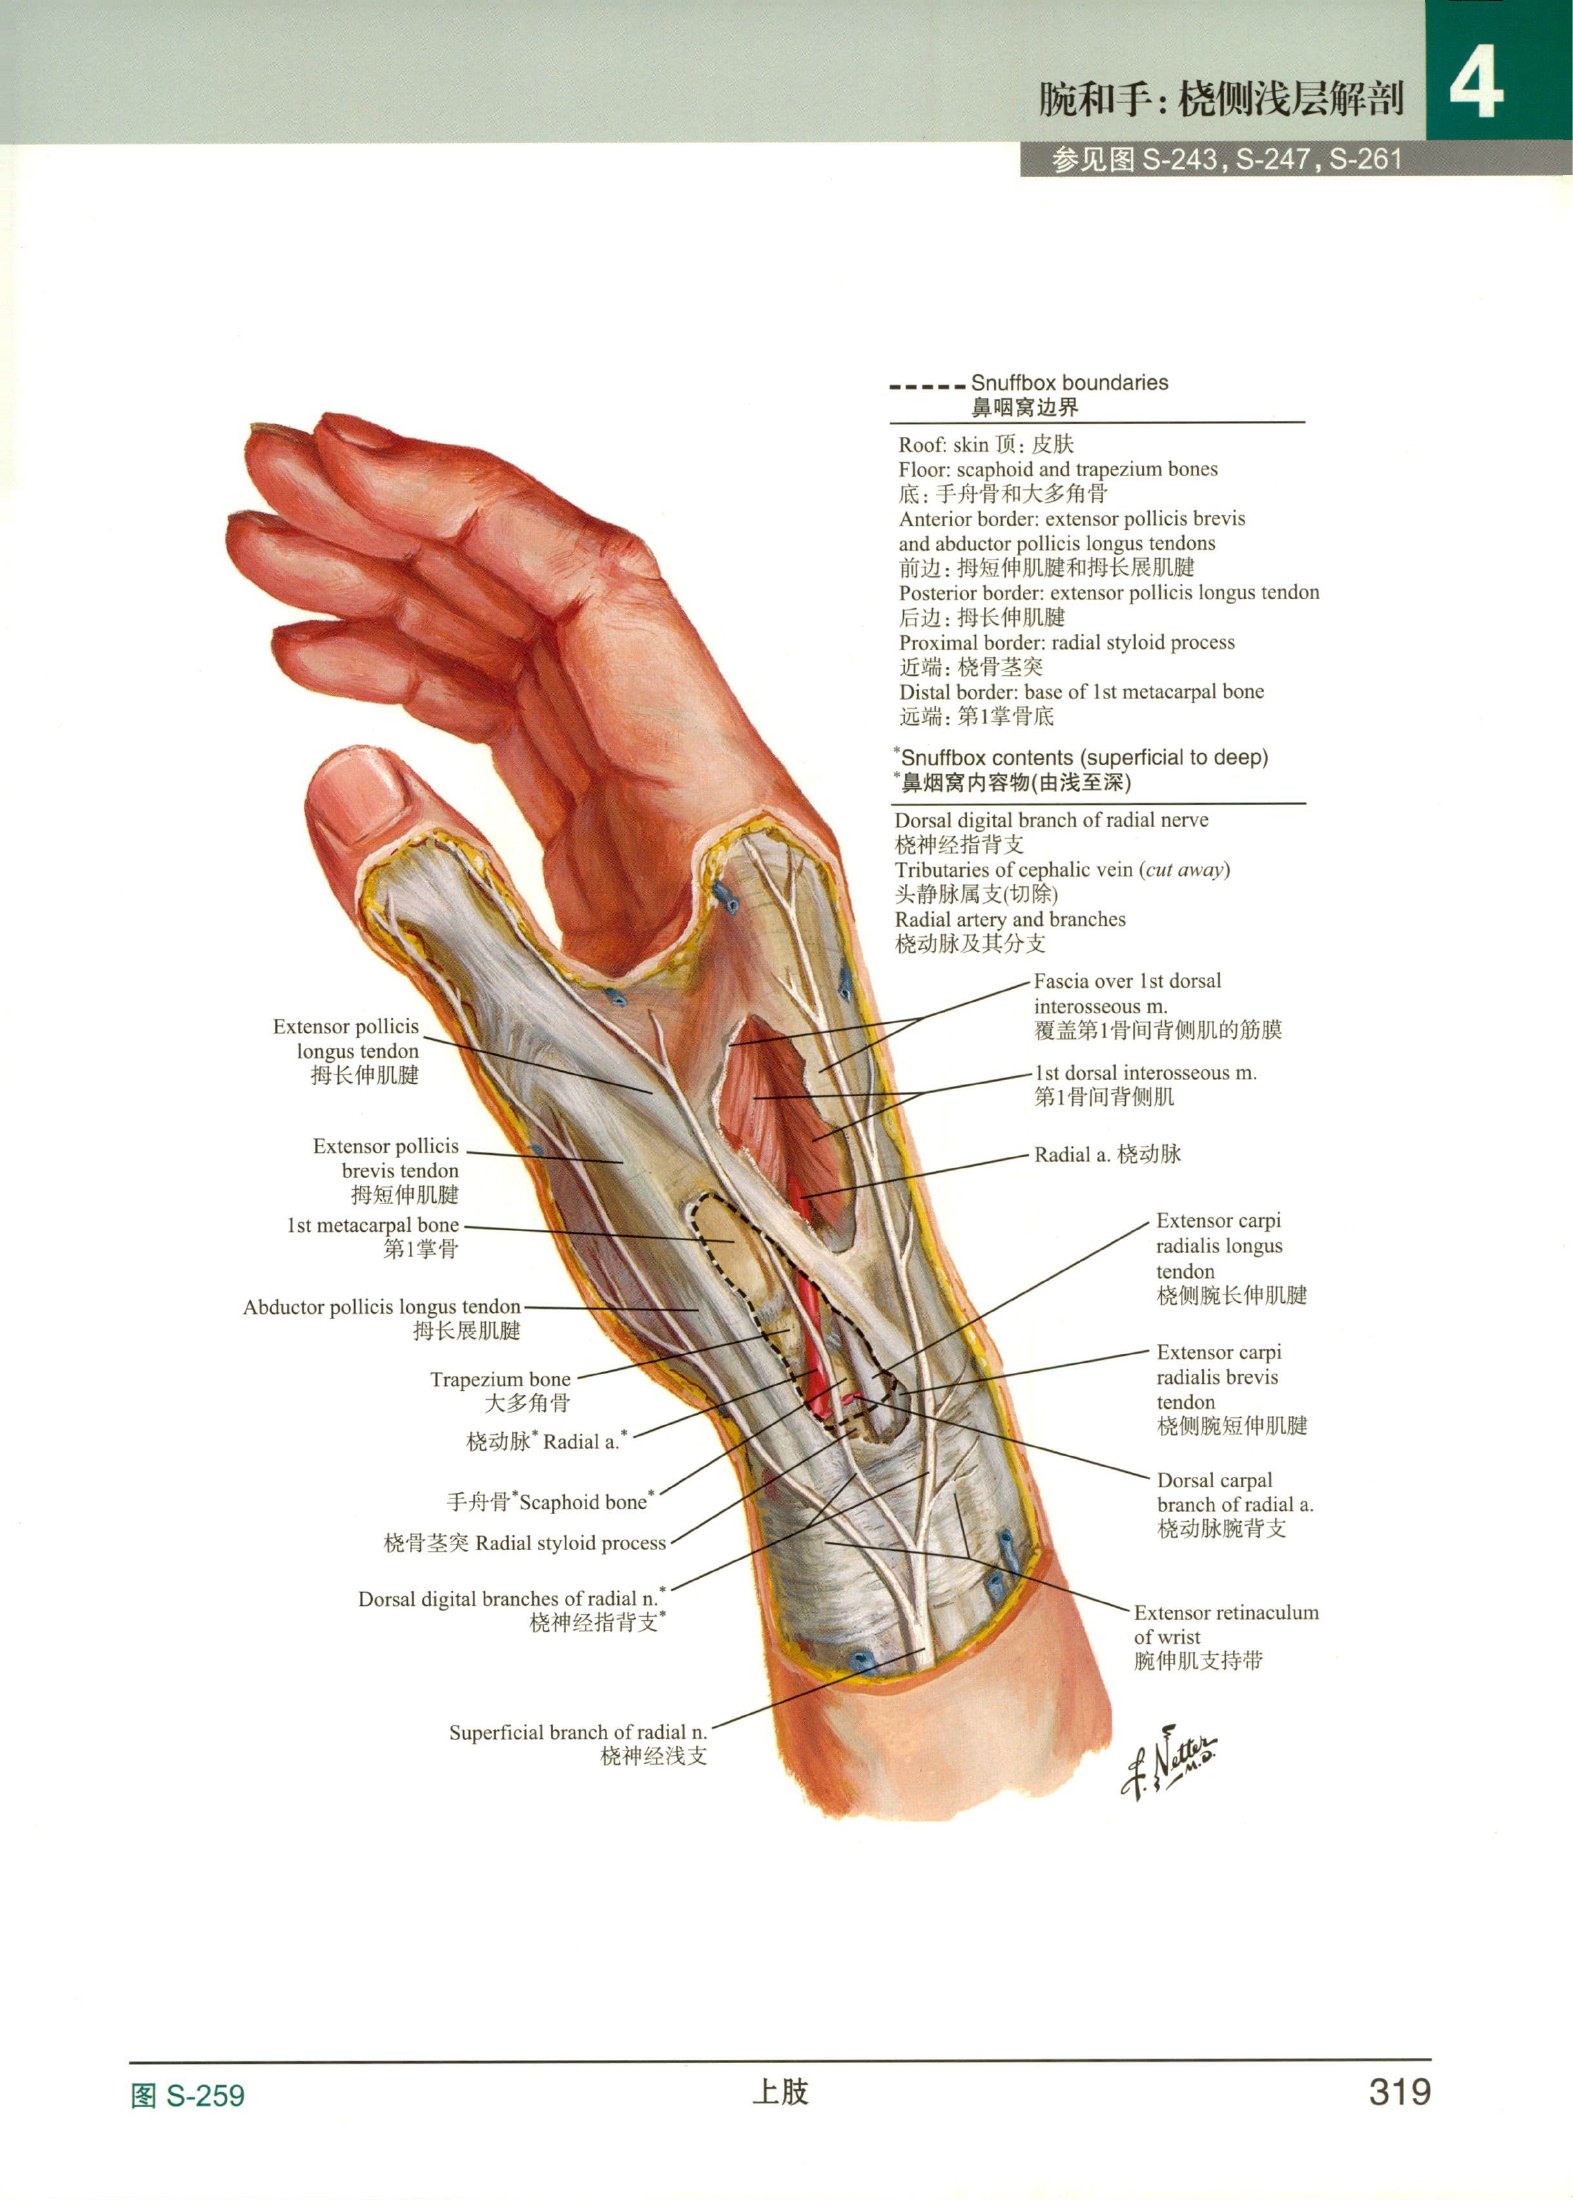 腕和手：桡侧浅层解剖
4
参见图 S-243, S-247, S-261
Snuffbox boundaries
鼻咽窝边界
Roof: skin 顶：皮肤
Floor: scaphoid and trapezium bones
底：手舟骨和大多角骨
Anterior border: extensor pollicis brevis
and abductor pollicis longus tendons
前边：拇短伸肌腱和拇长展肌腱
Posterior border: extensor pollicis longus tendon
后边：拇长伸肌腱
Proximal border: radial styloid process
近端：桡骨茎突
Distal border: base of 1st metacarpal bone
远端：第1掌骨底
*Snuffbox contents (superficial to deep)
*鼻烟窝内容物(由浅至深)
Dorsal digital branch of radial nerve
桡神经指背支
Tributaries of cephalic vein (cut away)
头静脉属支(切除)
Radial artery and branches
桡动脉及其分支
Fascia over 1st dorsal
interosseous m.
覆盖第1骨间背侧肌的筋膜
1st dorsal interosseous m.
第1骨间背侧肌
Radial a. 桡动脉
Extensor carpi
radialis longus
tendon
桡侧腕长伸肌腱
Extensor carpi
radialis brevis
tendon
桡侧腕短伸肌腱
Dorsal carpal
branch of radial a.
桡动脉腕背支
Extensor retinaculum
of wrist
腕伸肌支持带
Extensor pollicis
longus tendon
拇长伸肌腱
Extensor pollicis
brevis tendon
拇短伸肌腱
1st metacarpal bone
第1掌骨
Abductor pollicis longus tendon
拇长展肌腱
Trapezium bone
大多角骨
桡动脉* Radial a.*
手舟骨*Scaphoid bone*
桡骨茎突 Radial styloid process
Dorsal digital branches of radial n.*
桡神经指背支*
Superficial branch of radial n.
桡神经浅支
F. Netter
M.D.
图 S-259
上肢
319